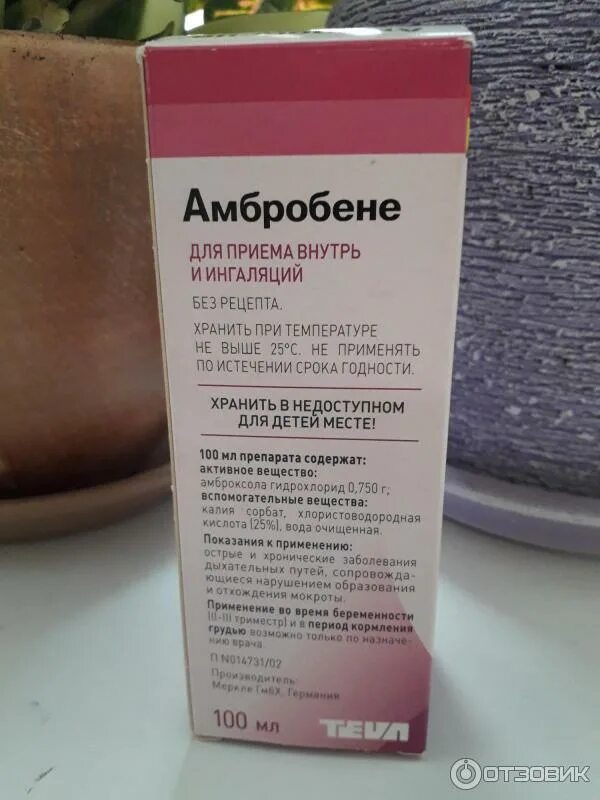 Амбробене
ДЛЯ ПРИЕМА ВНУТРЬ
И ИНГАЛЯЦИЙ
БЕЗ РЕЦЕПТА.
ХРАНИТЬ ПРИ ТЕМПЕРАТУРЕ
НЕ ВЫШЕ 25°С. НЕ ПРИМЕНЯТЬ
ПО ИСТЕЧЕНИИ СРОКА ГОДНОСТИ.
ХРАНИТЬ В НЕДОСТУПНОМ
ДЛЯ ДЕТЕЙ МЕСТЕ!
100 мл препарата содержат:
активное вещество:
амброксола гидрохлорид 0,750 г;
вспомогательные вещества:
калия сорбат, хлористоводородная
кислота (25%), вода очищенная.
Показания к применению:
острые и хронические заболевания
дыхательных путей, сопровожда-
ющиеся нарушением образования
и отхождения мокроты.
Применение во время беременности
(II-III триместр) и в период кормления
грудью возможно только по назначе-
нию врача.
П N014731/02
Производитель:
Меркле ГмбХ, Германия
100 мл
TEVA
ОТЗОВИК